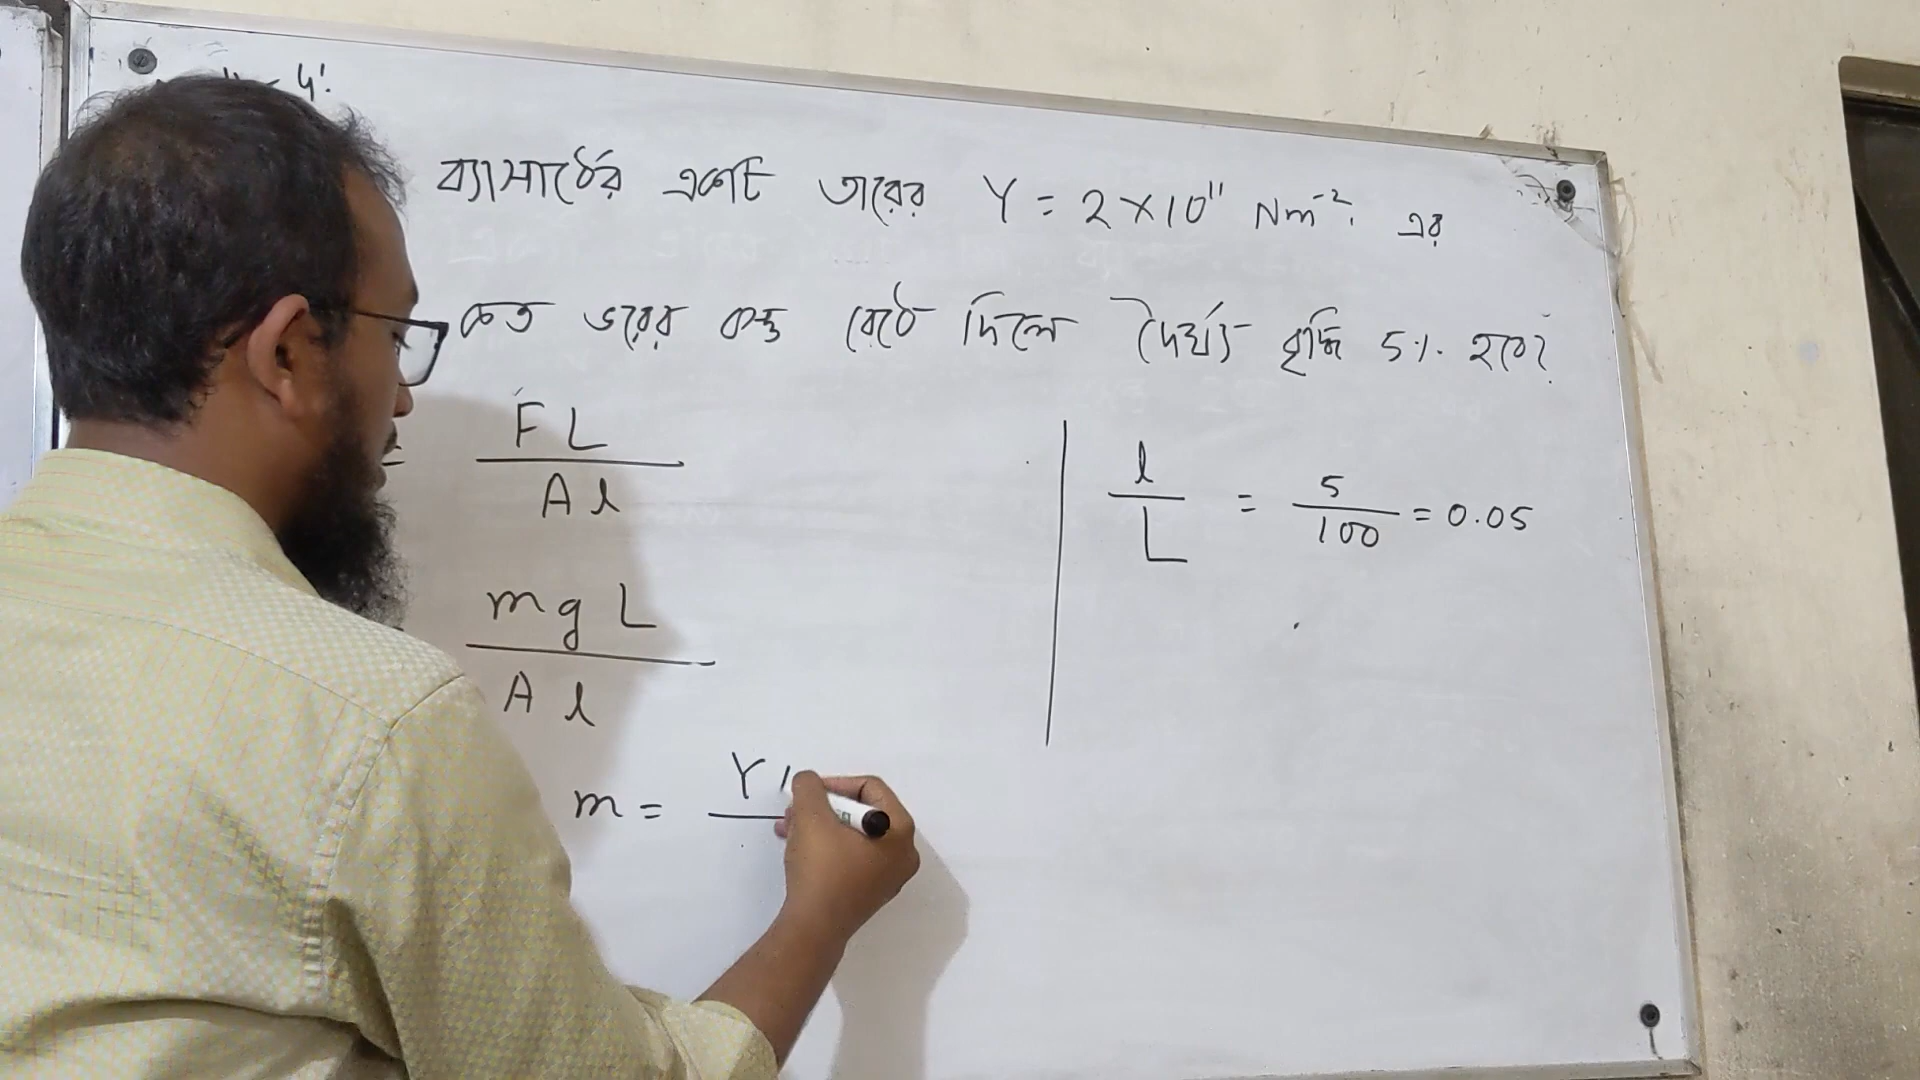 4:
ব্যাসার্ধের একটি তারের Y = 2 × 10¹¹ Nm⁻². এর
কত ভরের বস্তু বেঠে দিলে দৈর্ঘ্য বৃদ্ধি 5%. হবে?
= FL / Al
mgL / Al
m = Y
l / L = 5 / 100 = 0.05